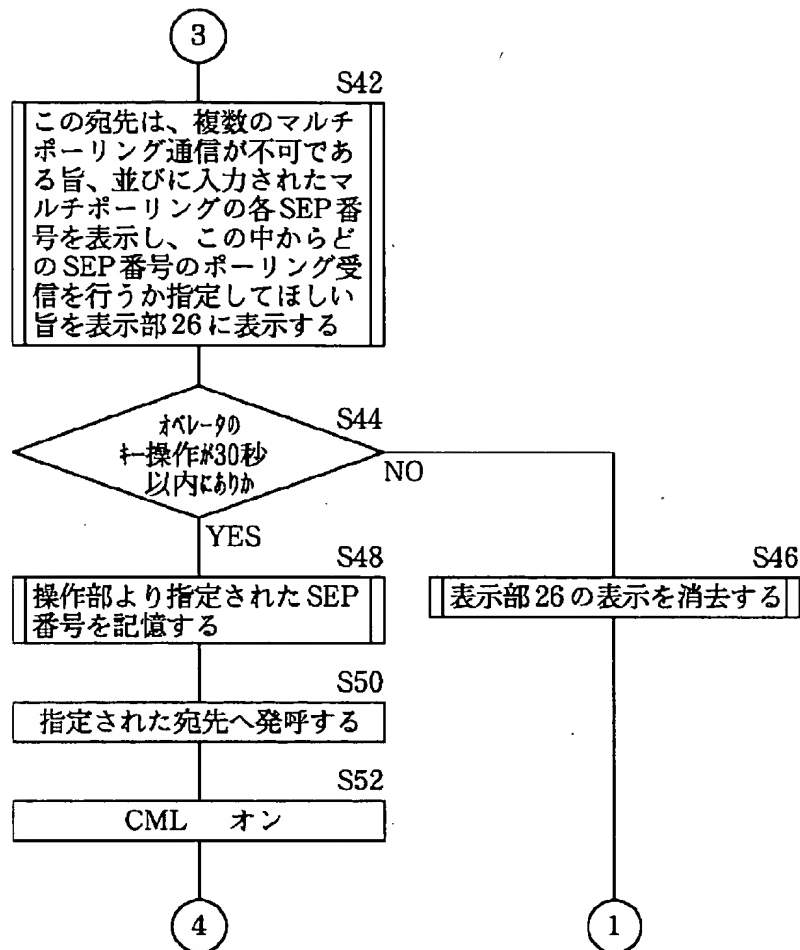 3
S42
この宛先は、複数のマルチ
ポーリング通信が不可であ
る旨、並びに入力されたマ
ルチポーリングの各SEP番
号を表示し、この中からど
のSEP番号のポーリング受
信を行うか指定してほしい
旨を表示部26に表示する
S44
オペレータの
キー操作が30秒
以内にありか
NO
YES
S48
操作部より指定されたSEP
番号を記憶する
S46
表示部26の表示を消去する
S50
指定された宛先へ発呼する
S52
CML オン
4
1